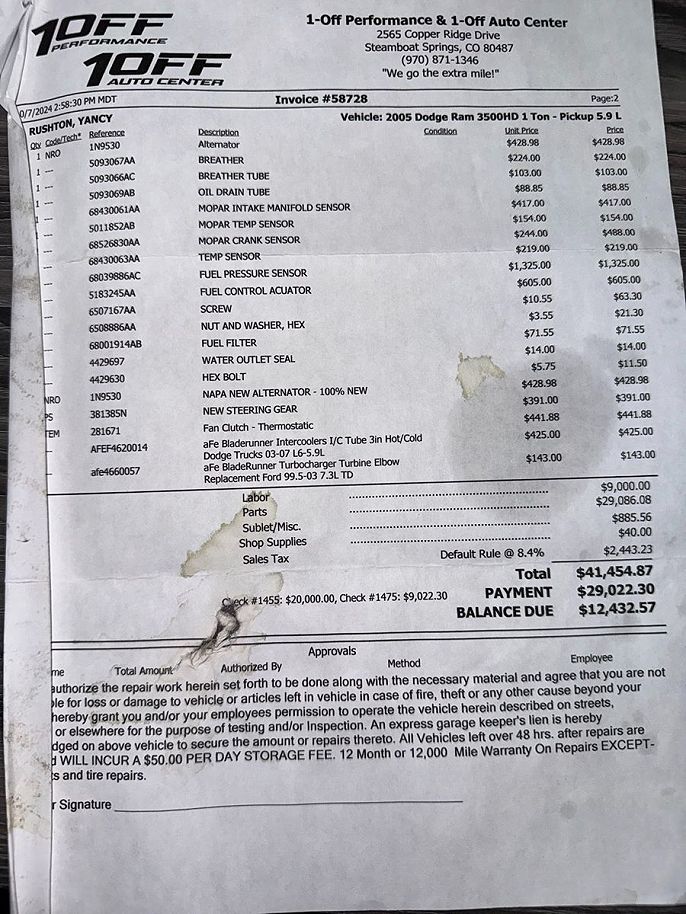 1OFF
PERFORMANCE
1OFF
AUTO CENTER
1-Off Performance & 1-Off Auto Center
2565 Copper Ridge Drive
Steamboat Springs, CO 80487
(970) 871-1346
"We go the extra mile!"
0/7/2024 2:58:30 PM MDT Invoice #58728 Page:2
RUSHTON, YANCY Vehicle: 2005 Dodge Ram 3500HD 1 Ton - Pickup 5.9 L
Qty Code/Tech* Reference Description Condition Unit Price Price
1 NRO 1N9530 Alternator $428.98 $428.98
1 --- 5093067AA BREATHER $224.00 $224.00
1 --- 5093066AC BREATHER TUBE $103.00 $103.00
1 --- 5093069AB OIL DRAIN TUBE $88.85 $88.85
68430061AA MOPAR INTAKE MANIFOLD SENSOR $417.00 $417.00
5011852AB MOPAR TEMP SENSOR $154.00 $154.00
68526830AA MOPAR CRANK SENSOR $244.00 $488.00
68430063AA TEMP SENSOR $219.00 $219.00
68039886AC FUEL PRESSURE SENSOR $1,325.00 $1,325.00
5183245AA FUEL CONTROL ACUATOR $605.00 $605.00
6507167AA SCREW $10.55 $63.30
6508886AA NUT AND WASHER, HEX $3.55 $21.30
68001914AB FUEL FILTER $71.55 $71.55
4429697 WATER OUTLET SEAL $14.00 $14.00
4429630 HEX BOLT $5.75 $11.50
NRO 1N9530 NAPA NEW ALTERNATOR - 100% NEW $428.98 $428.98
PS 381385N NEW STEERING GEAR $391.00 $391.00
TEM 281671 Fan Clutch - Thermostatic $441.88 $441.88
AFEF4620014 aFe Bladerunner Intercoolers I/C Tube 3in Hot/Cold $425.00 $425.00
Dodge Trucks 03-07 L6-5.9L
afe4660057 aFe BladeRunner Turbocharger Turbine Elbow $143.00 $143.00
Replacement Ford 99.5-03 7.3L TD
Labor $9,000.00
Parts $29,086.08
Sublet/Misc. $885.56
Shop Supplies $40.00
Sales Tax Default Rule @ 8.4% $2,443.23
Total $41,454.87
Check #1455: $20,000.00, Check #1475: $9,022.30 PAYMENT $29,022.30
BALANCE DUE $12,432.57
Approvals
me Total Amount Authorized By Method Employee
authorize the repair work herein set forth to be done along with the necessary material and agree that you are not
ble for loss or damage to vehicle or articles left in vehicle in case of fire, theft or any other cause beyond your
hereby grant you and/or your employees permission to operate the vehicle herein described on streets,
or elsewhere for the purpose of testing and/or Inspection. An express garage keeper's lien is hereby
dged on above vehicle to secure the amount or repairs thereto. All Vehicles left over 48 hrs. after repairs are
d WILL INCUR A $50.00 PER DAY STORAGE FEE. 12 Month or 12,000 Mile Warranty On Repairs EXCEPT-
s and tire repairs.
r Signature